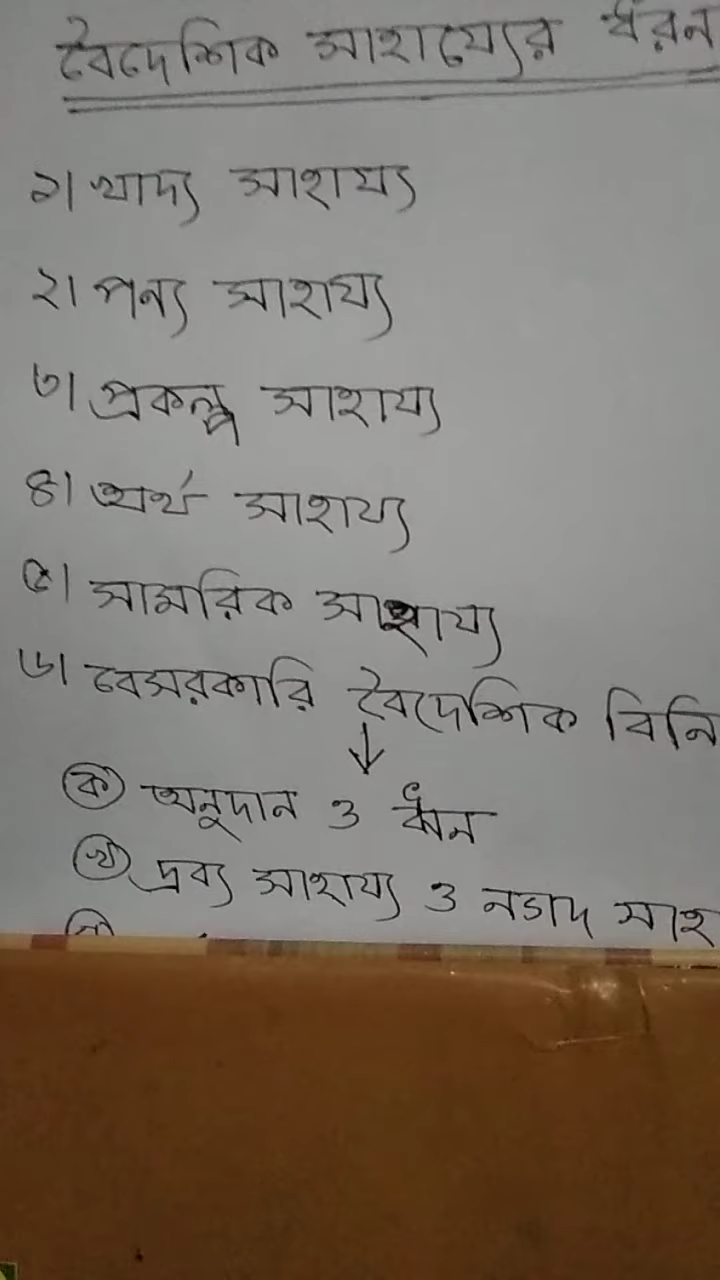 বৈদেশিক সাহায্যের ধরন
১। খাদ্য সাহায্য
২। পন্য সাহায্য
৩। প্রকল্প সাহায্য
৪। অর্থ সাহায্য
৫। সামরিক সাহায্য
৬। বেসরকারি বৈদেশিক বিনি
↓
ক অনুদান ও ঋন
খ দ্রব্য সাহায্য ও নগদ সাহ